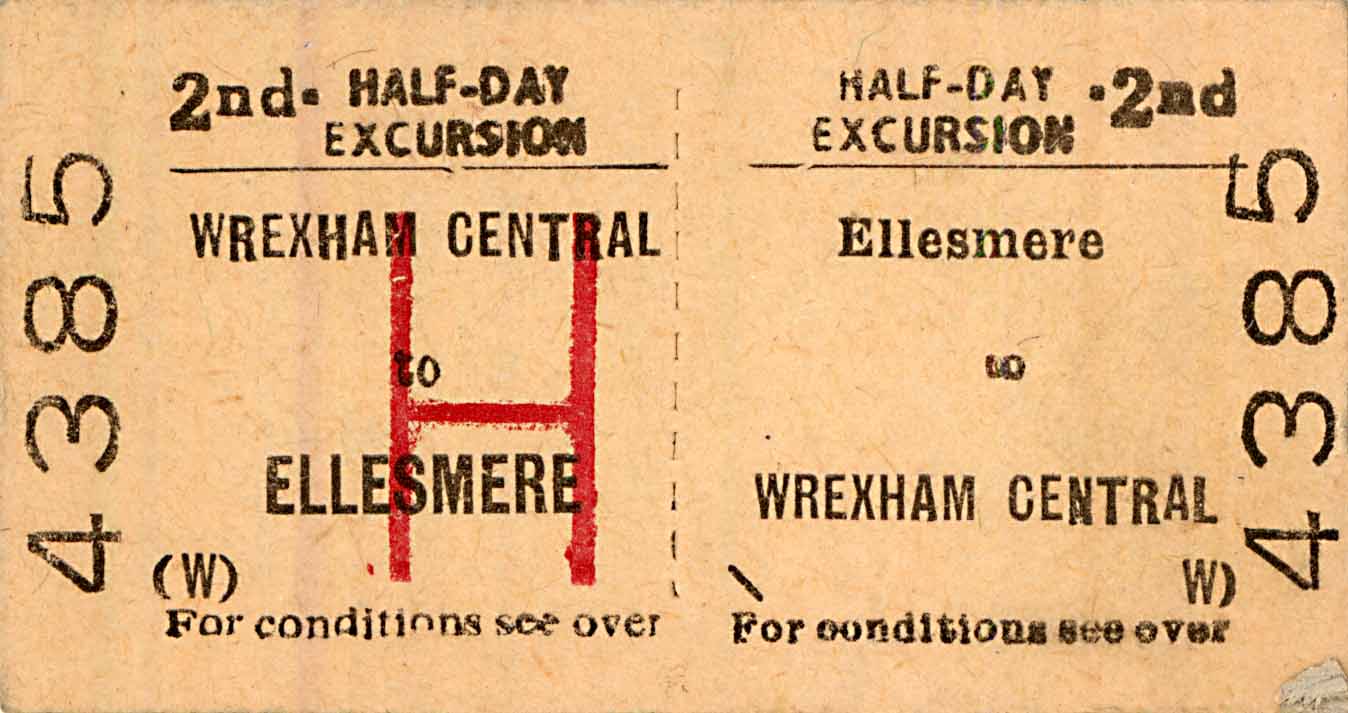 4385
2nd. HALF-DAY
EXCURSION
WREXHAM CENTRAL
to
ELLESMERE
H
(W)
For conditions see over
HALF-DAY .2nd
EXCURSION
Ellesmere
to
WREXHAM CENTRAL
W)
For conditions see over
4385